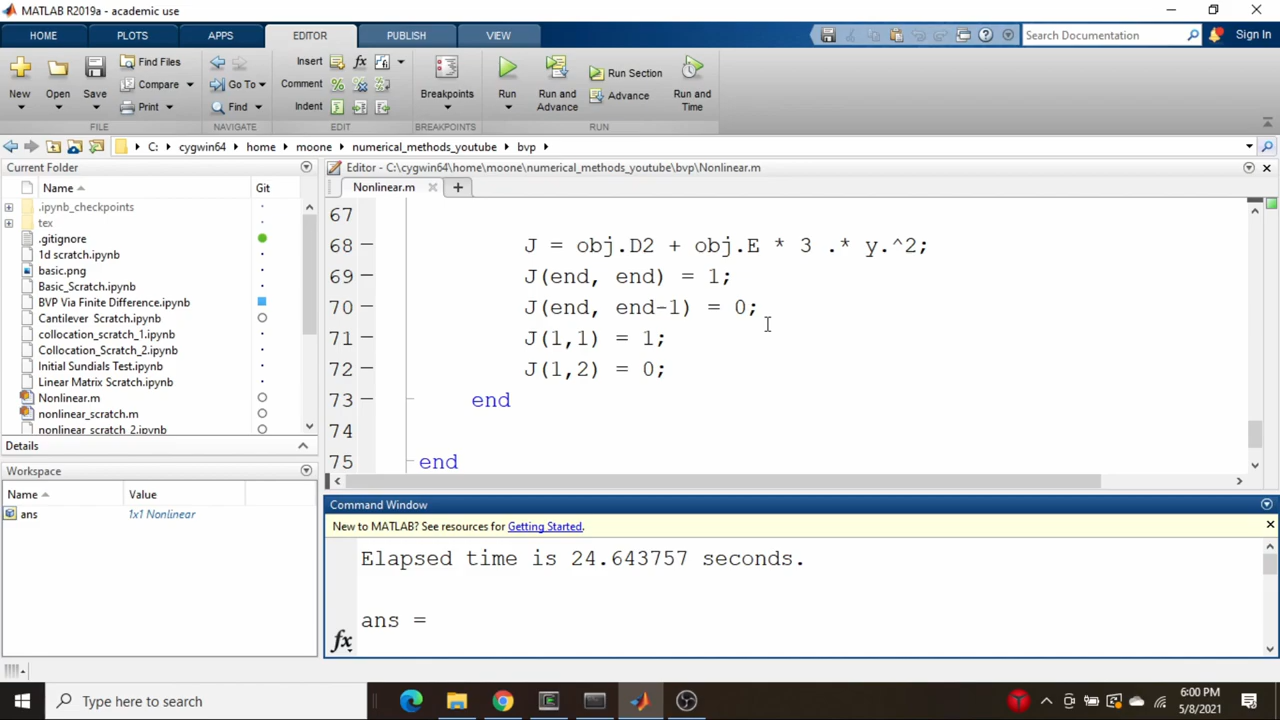 MATLAB R2019a - academic use
HOME PLOTS APPS EDITOR PUBLISH VIEW
Search Documentation
Sign In
New
Open
Save
Find Files
Compare
Print
Go To
Find
Insert
Comment
Indent
Breakpoints
Run
Run and Advance
Run Section
Advance
Run and Time
FILE NAVIGATE EDIT BREAKPOINTS RUN
C: cygwin64 home moone numerical_methods_youtube bvp
Current Folder
Name Git
.ipynb_checkpoints
tex
.gitignore
1d scratch.ipynb
basic.png
Basic_Scratch.ipynb
BVP Via Finite Difference.ipynb
Cantilever Scratch.ipynb
collocation_scratch_1.ipynb
Collocation_Scratch_2.ipynb
Initial Sundials Test.ipynb
Linear Matrix Scratch.ipynb
Nonlinear.m
nonlinear_scratch.m
nonlinear_scratch_2.ipynb
Details
Workspace
Name Value
ans 1x1 Nonlinear
Editor - C:\cygwin64\home\moone\numerical_methods_youtube\bvp\Nonlinear.m
Nonlinear.m
67
68 J = obj.D2 + obj.E * 3 .* y.^2;
69 J(end, end) = 1;
70 J(end, end-1) = 0;
71 J(1,1) = 1;
72 J(1,2) = 0;
73 end
74
75 end
Command Window
New to MATLAB? See resources for Getting Started.
Elapsed time is 24.643757 seconds.
ans =
fx
Type here to search
6:00 PM
5/8/2021